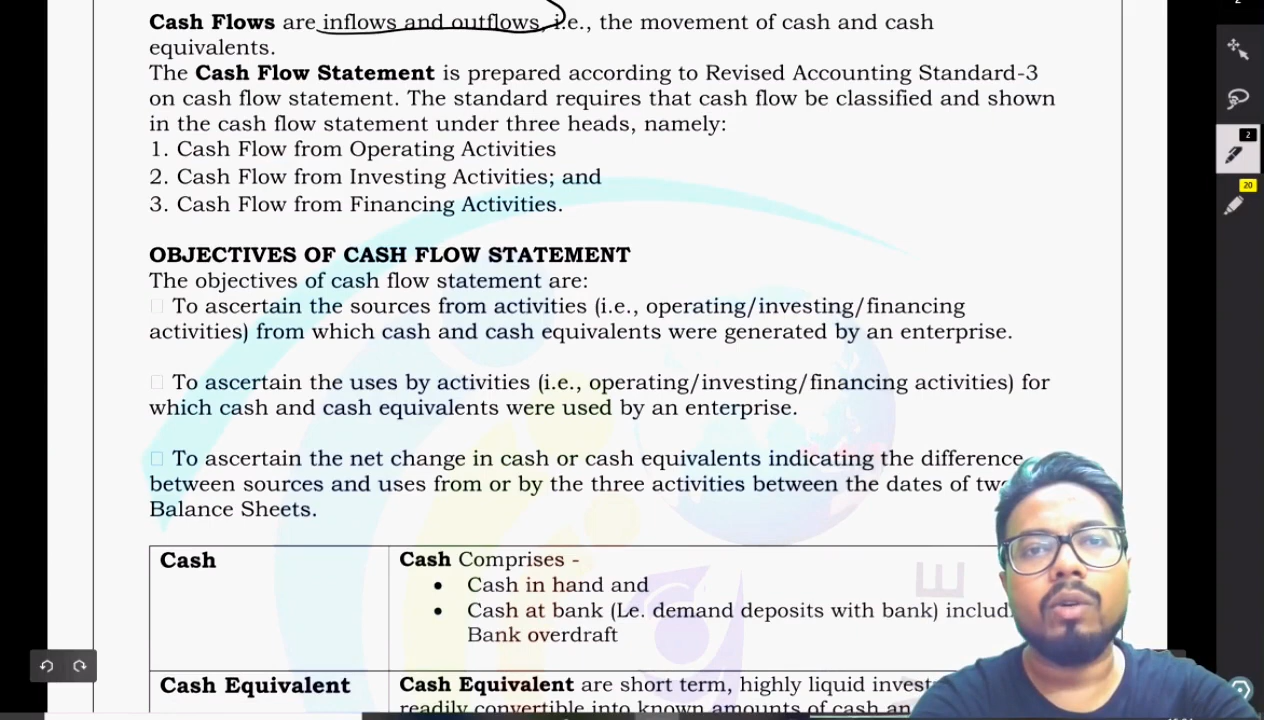 Cash Flows are inflows and outflows, i.e., the movement of cash and cash
equivalents.
The Cash Flow Statement is prepared according to Revised Accounting Standard-3
on cash flow statement. The standard requires that cash flow be classified and shown
in the cash flow statement under three heads, namely:
1. Cash Flow from Operating Activities
2. Cash Flow from Investing Activities; and
3. Cash Flow from Financing Activities.
OBJECTIVES OF CASH FLOW STATEMENT
The objectives of cash flow statement are:
To ascertain the sources from activities (i.e., operating/investing/financing
activities) from which cash and cash equivalents were generated by an enterprise.
To ascertain the uses by activities (i.e., operating/investing/financing activities) for
which cash and cash equivalents were used by an enterprise.
To ascertain the net change in cash or cash equivalents indicating the difference
between sources and uses from or by the three activities between the dates of
Balance Sheets.
Cash
Cash Comprises -
• Cash in hand and
• Cash at bank (I.e. demand deposits with bank)
Bank overdraft
E
Cash Equivalent
Cash Equivalent are short term, highly liquid
readily convertible into known amounts of cash
2
20